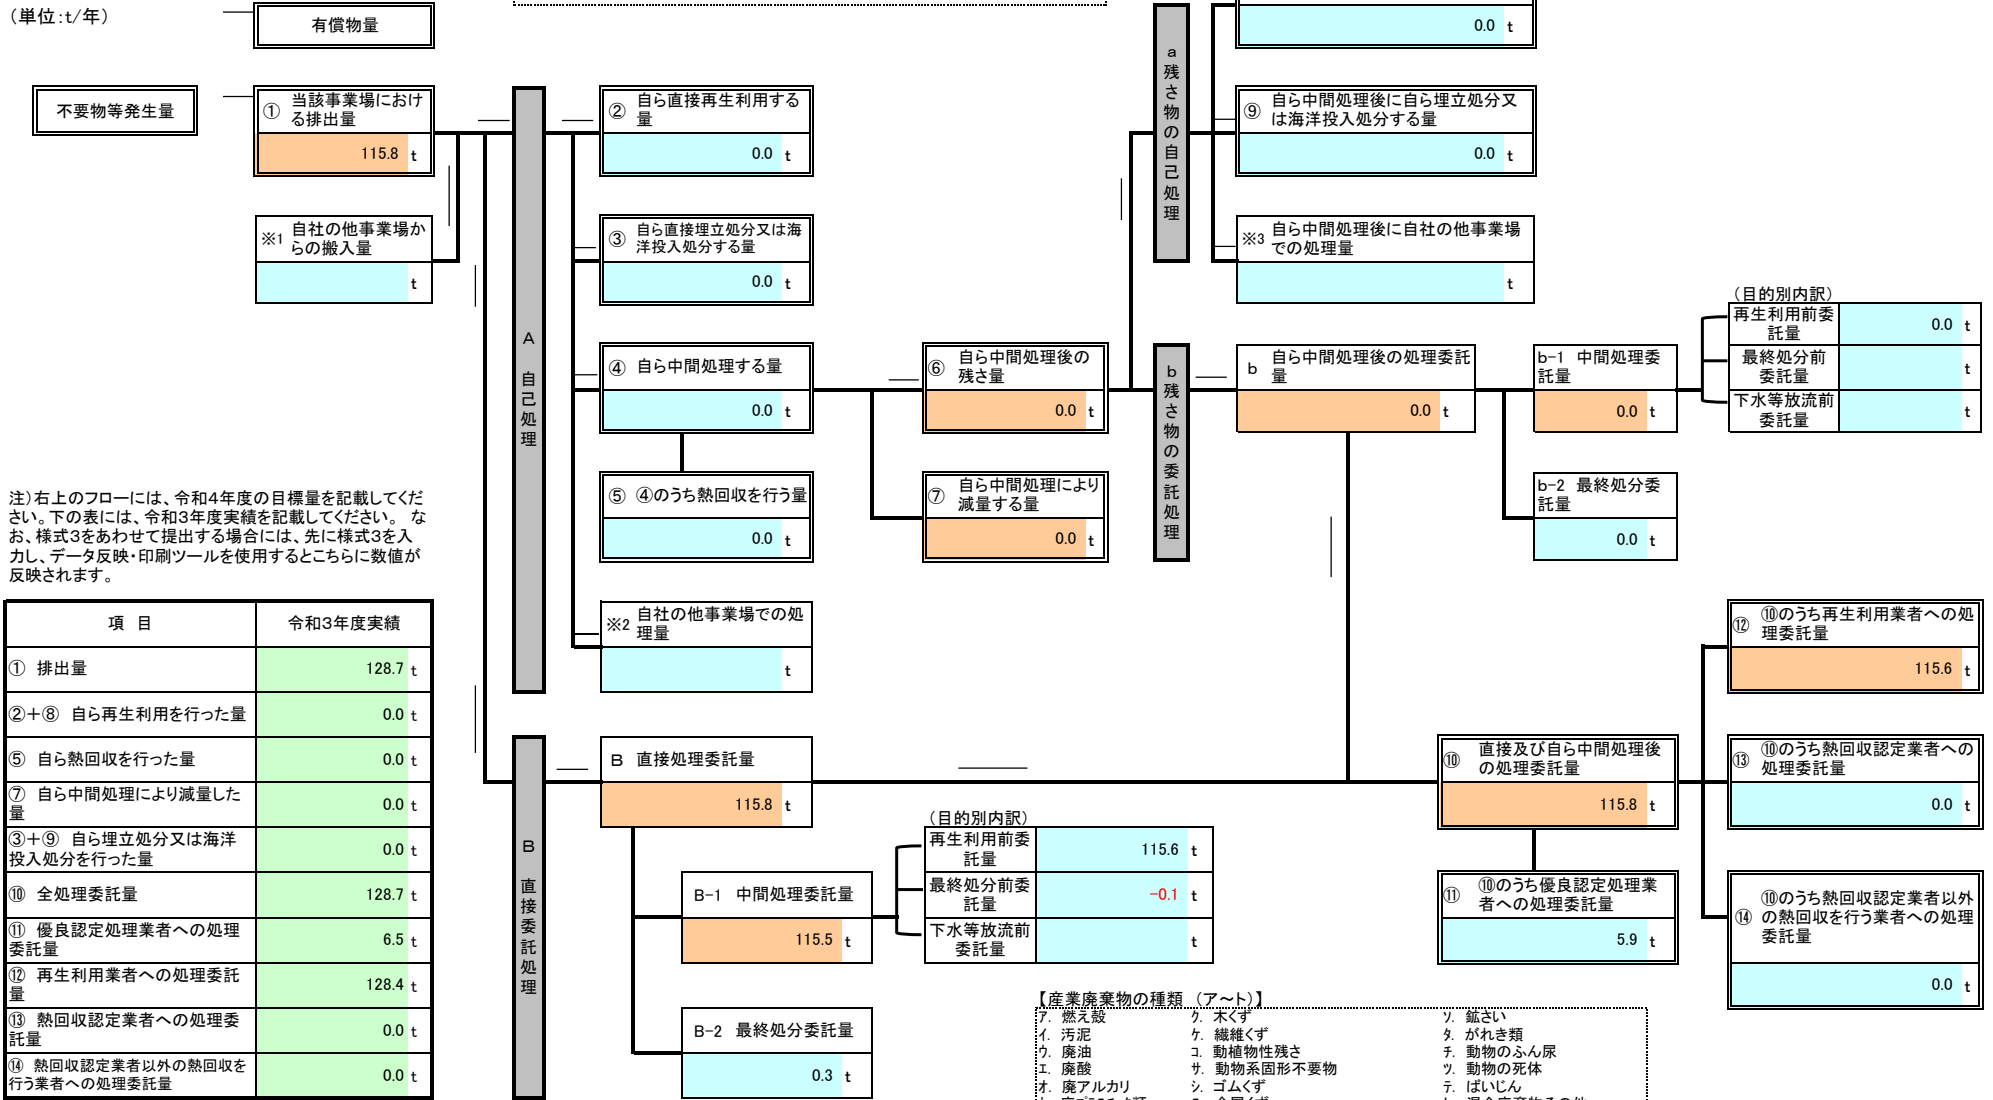 （単位：t/年）
有償物量
0.0 t
不要物等発生量
① 当該事業場におけ
る排出量
115.8 t
※1 自社の他事業場か
らの搬入量
t
A 自己処理
② 自ら直接再生利用する
量
0.0 t
③ 自ら直接埋立処分又は海
洋投入処分する量
0.0 t
④ 自ら中間処理する量
0.0 t
⑤ ④のうち熱回収を行う量
0.0 t
※2 自社の他事業場での処
理量
t
⑥ 自ら中間処理後の
残さ量
0.0 t
⑦ 自ら中間処理により
減量する量
0.0 t
a 残さ物の自己処理
⑨ 自ら中間処理後に自ら埋立処分又
は海洋投入処分する量
0.0 t
※3 自ら中間処理後に自社の他事業場
での処理量
t
b 残さ物の委託処理
b 自ら中間処理後の処理委託
量
0.0 t
b-1 中間処理委
託量
0.0 t
（目的別内訳）
再生利用前委
託量
0.0 t
最終処分前
委託量
t
下水等放流前
委託量
t
b-2 最終処分委
託量
0.0 t
注）右上のフローには、令和4年度の目標量を記載してくだ
さい。下の表には、令和3年度実績を記載してください。 な
お、様式3をあわせて提出する場合には、先に様式3を入
力し、データ反映・印刷ツールを使用するとこちらに数値が
反映されます。
項 目 令和3年度実績
① 排出量 128.7 t
②＋⑧ 自ら再生利用を行った量 0.0 t
⑤ 自ら熱回収を行った量 0.0 t
⑦ 自ら中間処理により減量した
量 0.0 t
③＋⑨ 自ら埋立処分又は海洋
投入処分を行った量 0.0 t
⑩ 全処理委託量 128.7 t
⑪ 優良認定処理業者への処理
委託量 6.5 t
⑫ 再生利用業者への処理委託
量 128.4 t
⑬ 熱回収認定業者への処理委
託量 0.0 t
⑭ 熱回収認定業者以外の熱回収を
行う業者への処理委託量 0.0 t
B 直接委託処理
B 直接処理委託量
115.8 t
B-1 中間処理委託量
115.5 t
（目的別内訳）
再生利用前委
託量
115.6 t
最終処分前委
託量
-0.1 t
下水等放流前
委託量
t
B-2 最終処分委託量
0.3 t
⑩ 直接及び自ら中間処理後
の処理委託量
115.8 t
⑪ ⑩のうち優良認定処理業
者への処理委託量
5.9 t
⑫ ⑩のうち再生利用業者への処
理委託量
115.6 t
⑬ ⑩のうち熱回収認定業者への
処理委託量
0.0 t
⑭ ⑩のうち熱回収認定業者以外
の熱回収を行う業者への処理
委託量
0.0 t
【産業廃棄物の種類 （ア～ト）】
ア. 燃え殻 ク. 木くず ソ. 鉱さい
イ. 汚泥 ケ. 繊維くず タ. がれき類
ウ. 廃油 コ. 動植物性残さ チ. 動物のふん尿
エ. 廃酸 サ. 動物系固形不要物 ツ. 動物の死体
オ. 廃アルカリ シ. ゴムくず テ. ばいじん